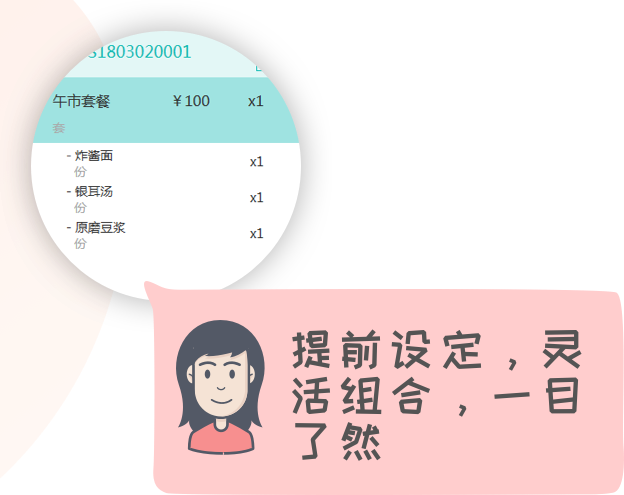 1803020001
午市套餐 ￥100 x1
套
- 炸酱面 x1
份
- 银耳汤 x1
份
- 原磨豆浆 x1
份
提前设定，灵
活组合，一目
了然